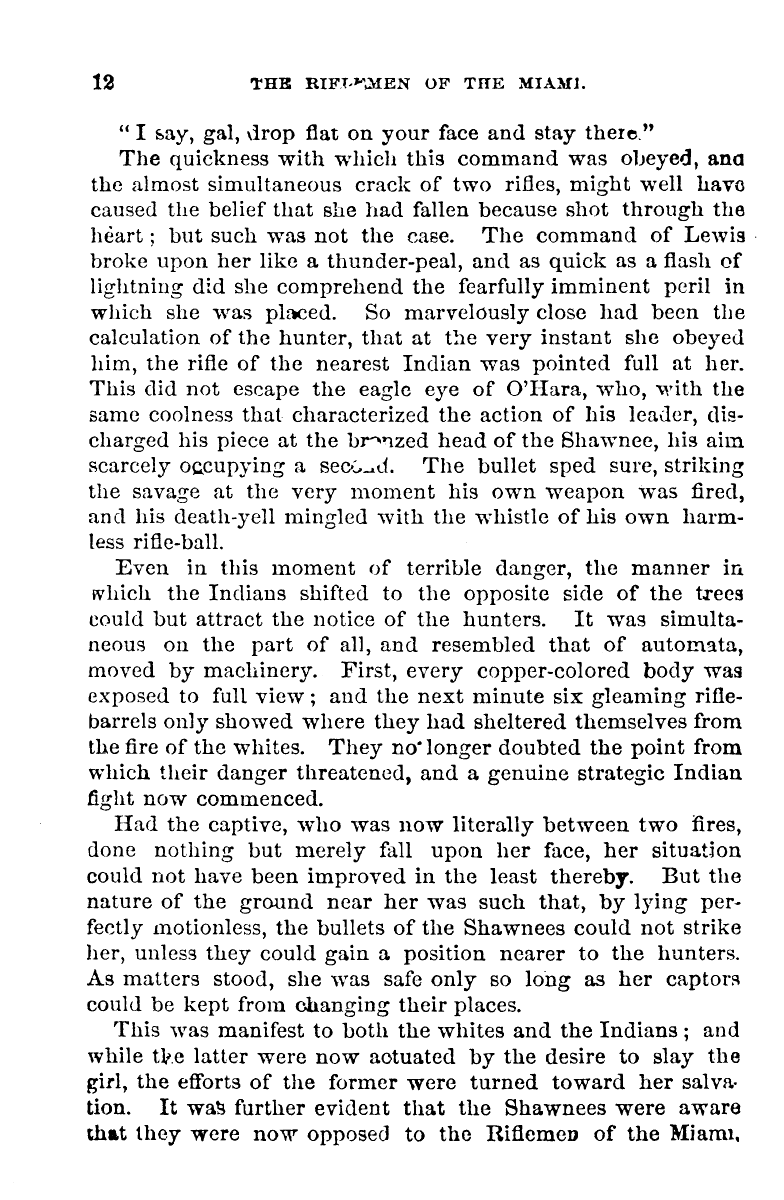 12 THE RIFLEMEN OF THE MIAMI.
“ I say, gal, drop flat on your face and stay there.”
The quickness with which this command was obeyed, and
the almost simultaneous crack of two rifles, might well have
caused the belief that she had fallen because shot through the
heart ; but such was not the case. The command of Lewis
broke upon her like a thunder-peal, and as quick as a flash of
lightning did she comprehend the fearfully imminent peril in
which she was placed. So marvelously close had been the
calculation of the hunter, that at the very instant she obeyed
him, the rifle of the nearest Indian was pointed full at her.
This did not escape the eagle eye of O’Hara, who, with the
same coolness that characterized the action of his leader, dis-
charged his piece at the bronzed head of the Shawnee, his aim
scarcely occupying a second. The bullet sped sure, striking
the savage at the very moment his own weapon was fired,
and his death-yell mingled with the whistle of his own harm-
less rifle-ball.
Even in this moment of terrible danger, the manner in
which the Indians shifted to the opposite side of the trees
could but attract the notice of the hunters. It was simulta-
neous on the part of all, and resembled that of automata,
moved by machinery. First, every copper-colored body was
exposed to full view ; and the next minute six gleaming rifle-
barrels only showed where they had sheltered themselves from
the fire of the whites. They no longer doubted the point from
which their danger threatened, and a genuine strategic Indian
fight now commenced.
Had the captive, who was now literally between two fires,
done nothing but merely fall upon her face, her situation
could not have been improved in the least thereby. But the
nature of the ground near her was such that, by lying per-
fectly motionless, the bullets of the Shawnees could not strike
her, unless they could gain a position nearer to the hunters.
As matters stood, she was safe only so long as her captors
could be kept from changing their places.
This was manifest to both the whites and the Indians ; and
while the latter were now actuated by the desire to slay the
girl, the efforts of the former were turned toward her salva-
tion. It was further evident that the Shawnees were aware
that they were now opposed to the Riflemen of the Miami,